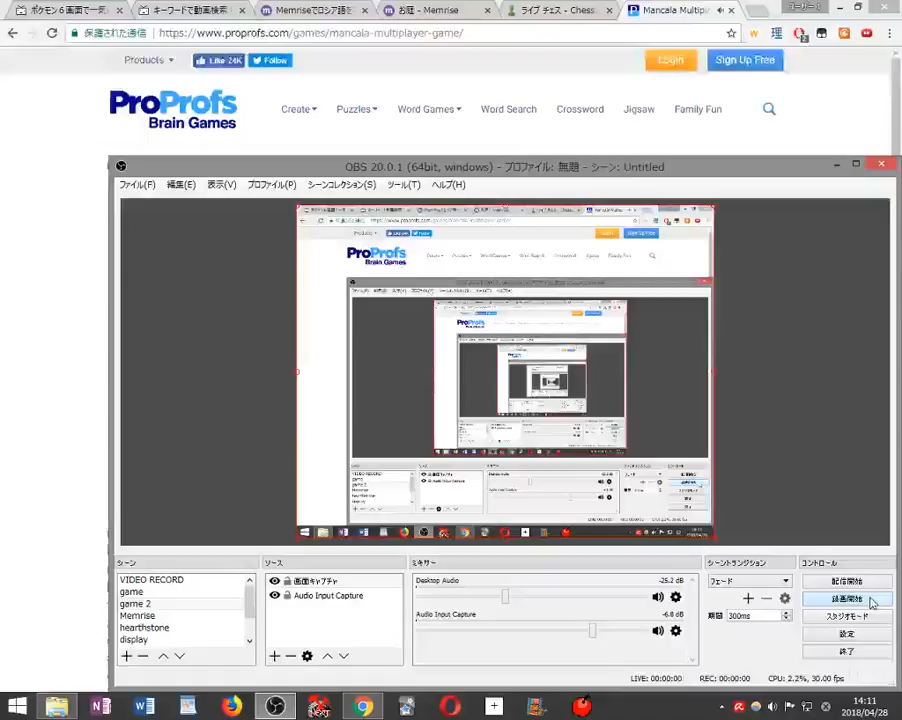 ポケモン6画面で一気
キーワードで動画検索
Memriseでロシア語を
お庭 - Memrise
ライブ チェス - Chess
Mancala Multipl
保護された通信
https://www.proprofs.com/games/mancala-multiplayer-game/
Products
Like 24K
Follow
Login
Sign Up Free
ProProfs
Brain Games
Create
Puzzles
Word Games
Word Search
Crossword
Jigsaw
Family Fun
OBS 20.0.1 (64bit, windows) - プロファイル: 無題 - シーン: Untitled
ファイル(F) 編集(E) 表示(V) プロファイル(P) シーンコレクション(S) ツール(T) ヘルプ(H)
ProProfs
Brain Games
シーン
ソース
ミキサー
シーントランジション
コントロール
VIDEO RECORD
game
game 2
Memrise
hearthstone
display
画面キャプチャ
Audio Input Capture
Desktop Audio
-25.2 dB
Audio Input Capture
-6.8 dB
フェード
期間 300ms
配信開始
録画開始
スタジオモード
設定
終了
LIVE: 00:00:00
REC: 00:00:00
CPU: 2.2%, 30.00 fps
14:11
2018/04/28